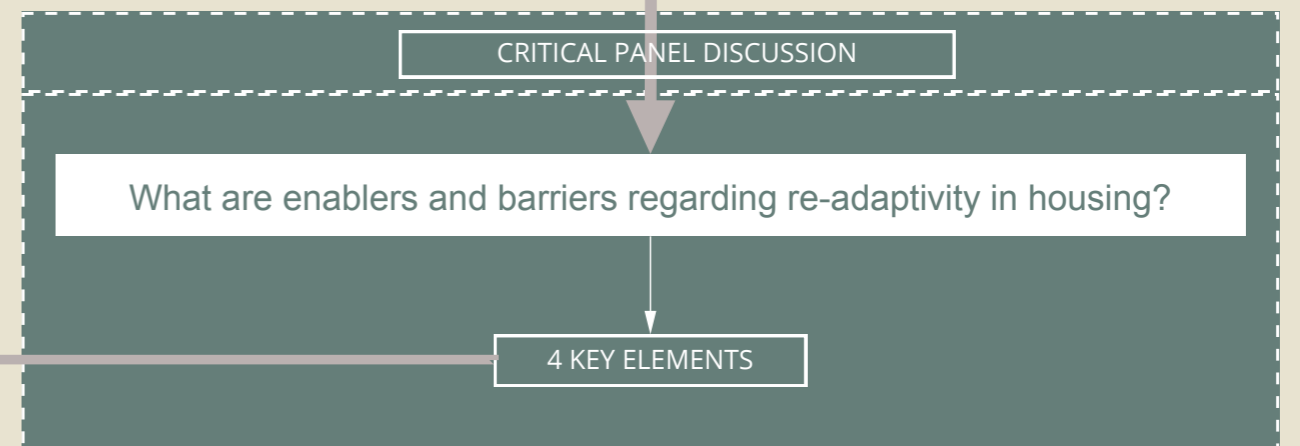 CRITICAL PANEL DISCUSSION
What are enablers and barriers regarding re-adaptivity in housing?
4 KEY ELEMENTS